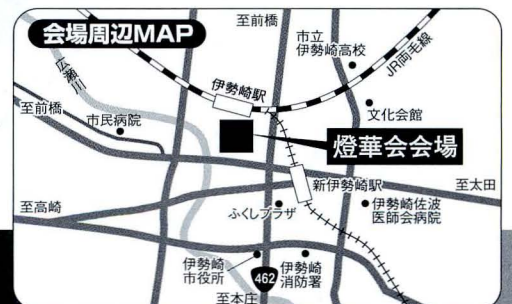 会場周辺MAP
至前橋
市立
伊勢崎高校
JR両毛線
広瀬川
伊勢崎駅
至前橋
市民病院
文化会館
燈華会会場
新伊勢崎駅
至太田
至高崎
ふくしプラザ
伊勢崎佐波
医師会病院
伊勢崎
市役所
462
伊勢崎
消防署
至本庄